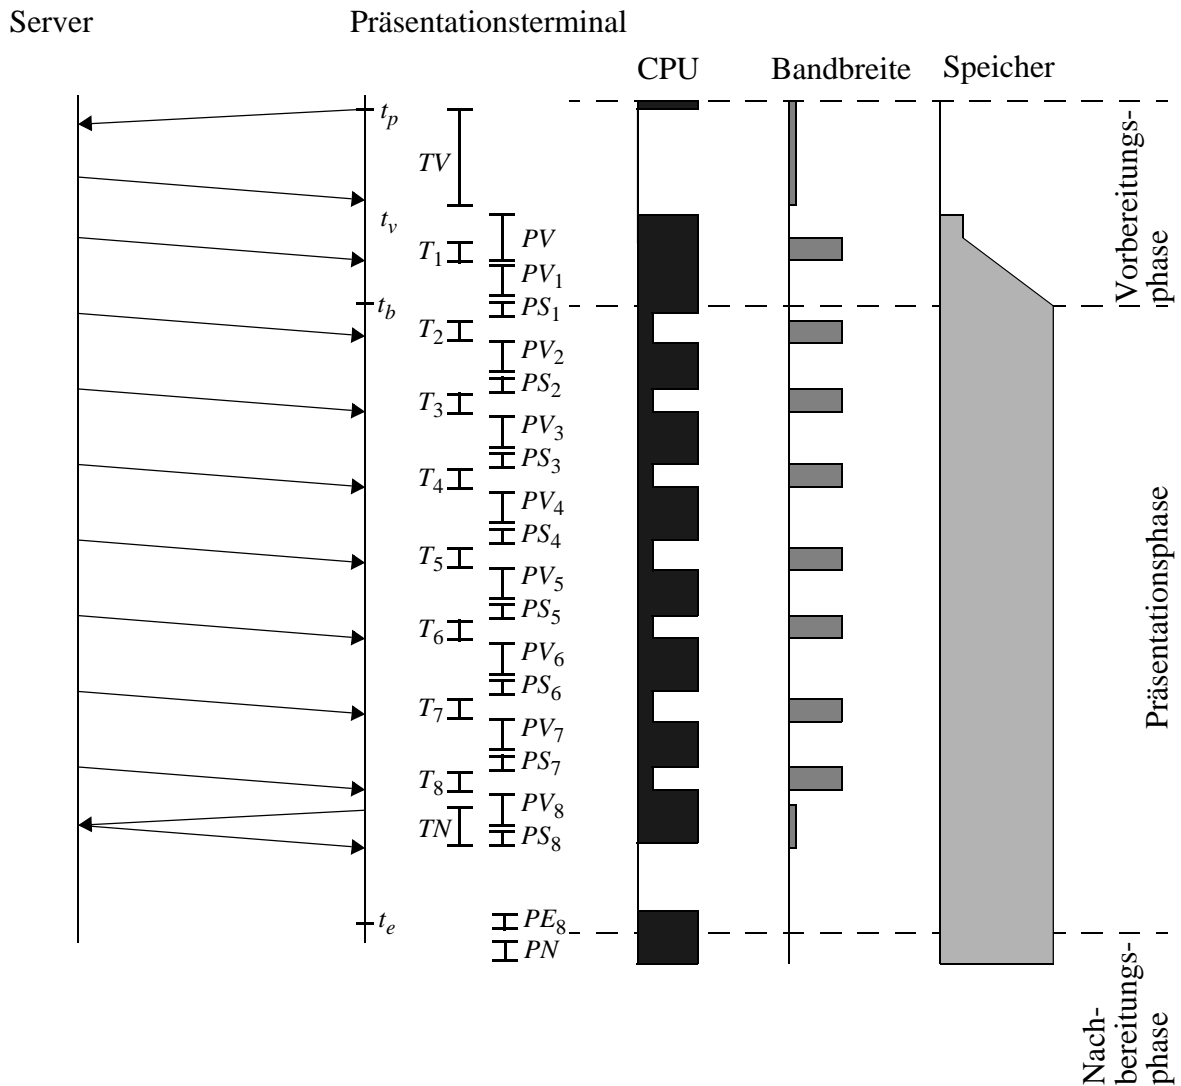 Server
Präsentationsterminal
CPU
Bandbreite
Speicher
t_p
TV
t_v
PV
T_1
PV_1
PS_1
t_b
T_2
PV_2
PS_2
T_3
PV_3
PS_3
T_4
PV_4
PS_4
T_5
PV_5
PS_5
T_6
PV_6
PS_6
T_7
PV_7
PS_7
T_8
PV_8
TN
PS_8
t_e
PE_8
PN
Vorbereitungs-
phase
Präsentationsphase
Nach-
bereitungs-
phase